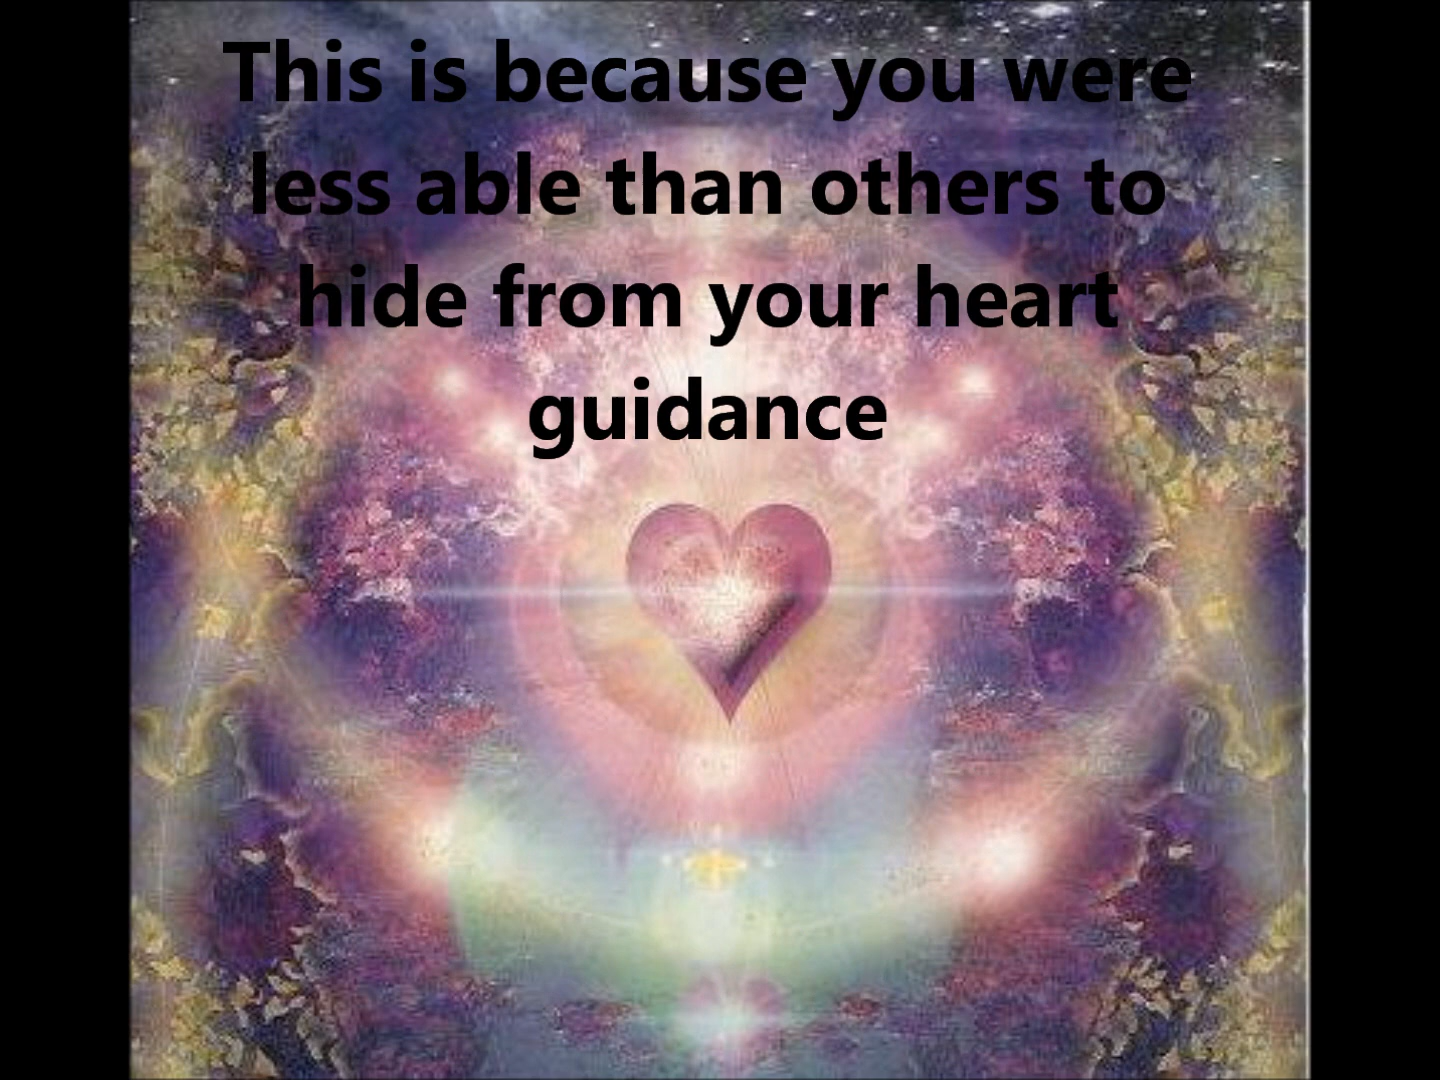 This is because you were
less able than others to
hide from your heart
guidance